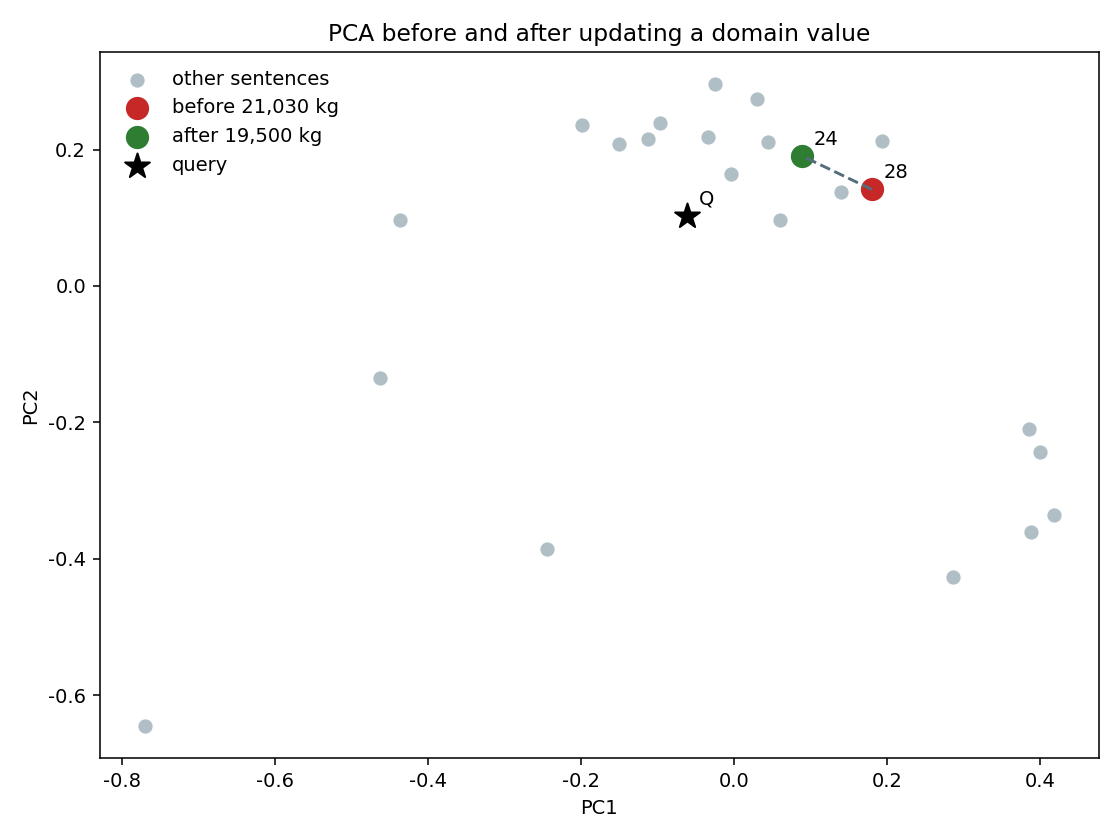 PCA before and after updating a domain value
other sentences
before 21,030 kg
after 19,500 kg
query
24
28
Q
0.2
0.0
-0.2
-0.4
-0.6
PC2
-0.8 -0.6 -0.4 -0.2 0.0 0.2 0.4
PC1